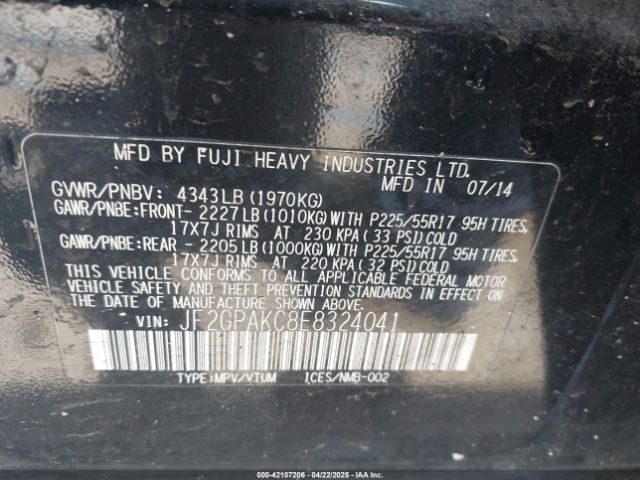 MFD BY FUJI HEAVY INDUSTRIES LTD.
MFD IN 07/14
GVWR/PNBV: 4343LB (1970KG)
GAWR/PNBE:FRONT- 2227LB (1010KG) WITH P225/55R17 95H TIRES,
17X7J RIMS AT 230 KPA (33 PSI) COLD
GAWR/PNBE:REAR - 2205LB (1000KG) WITH P225/55R17 95H TIRES,
17X7J RIMS AT 220 KPA (32 PSI) COLD
THIS VEHICLE CONFORMS TO ALL APPLICABLE FEDERAL MOTOR
VEHICLE SAFETY AND THEFT PREVENTION STANDARDS IN EFFECT
ON THE DATE OF MANUFACTURE SHOWN ABOVE.
VIN: JF2GPAKC8E8324041
TYPE:MPV/VTUM ICES/NMB-002
000-42107206 - 04/22/2025 - IAAI.COM